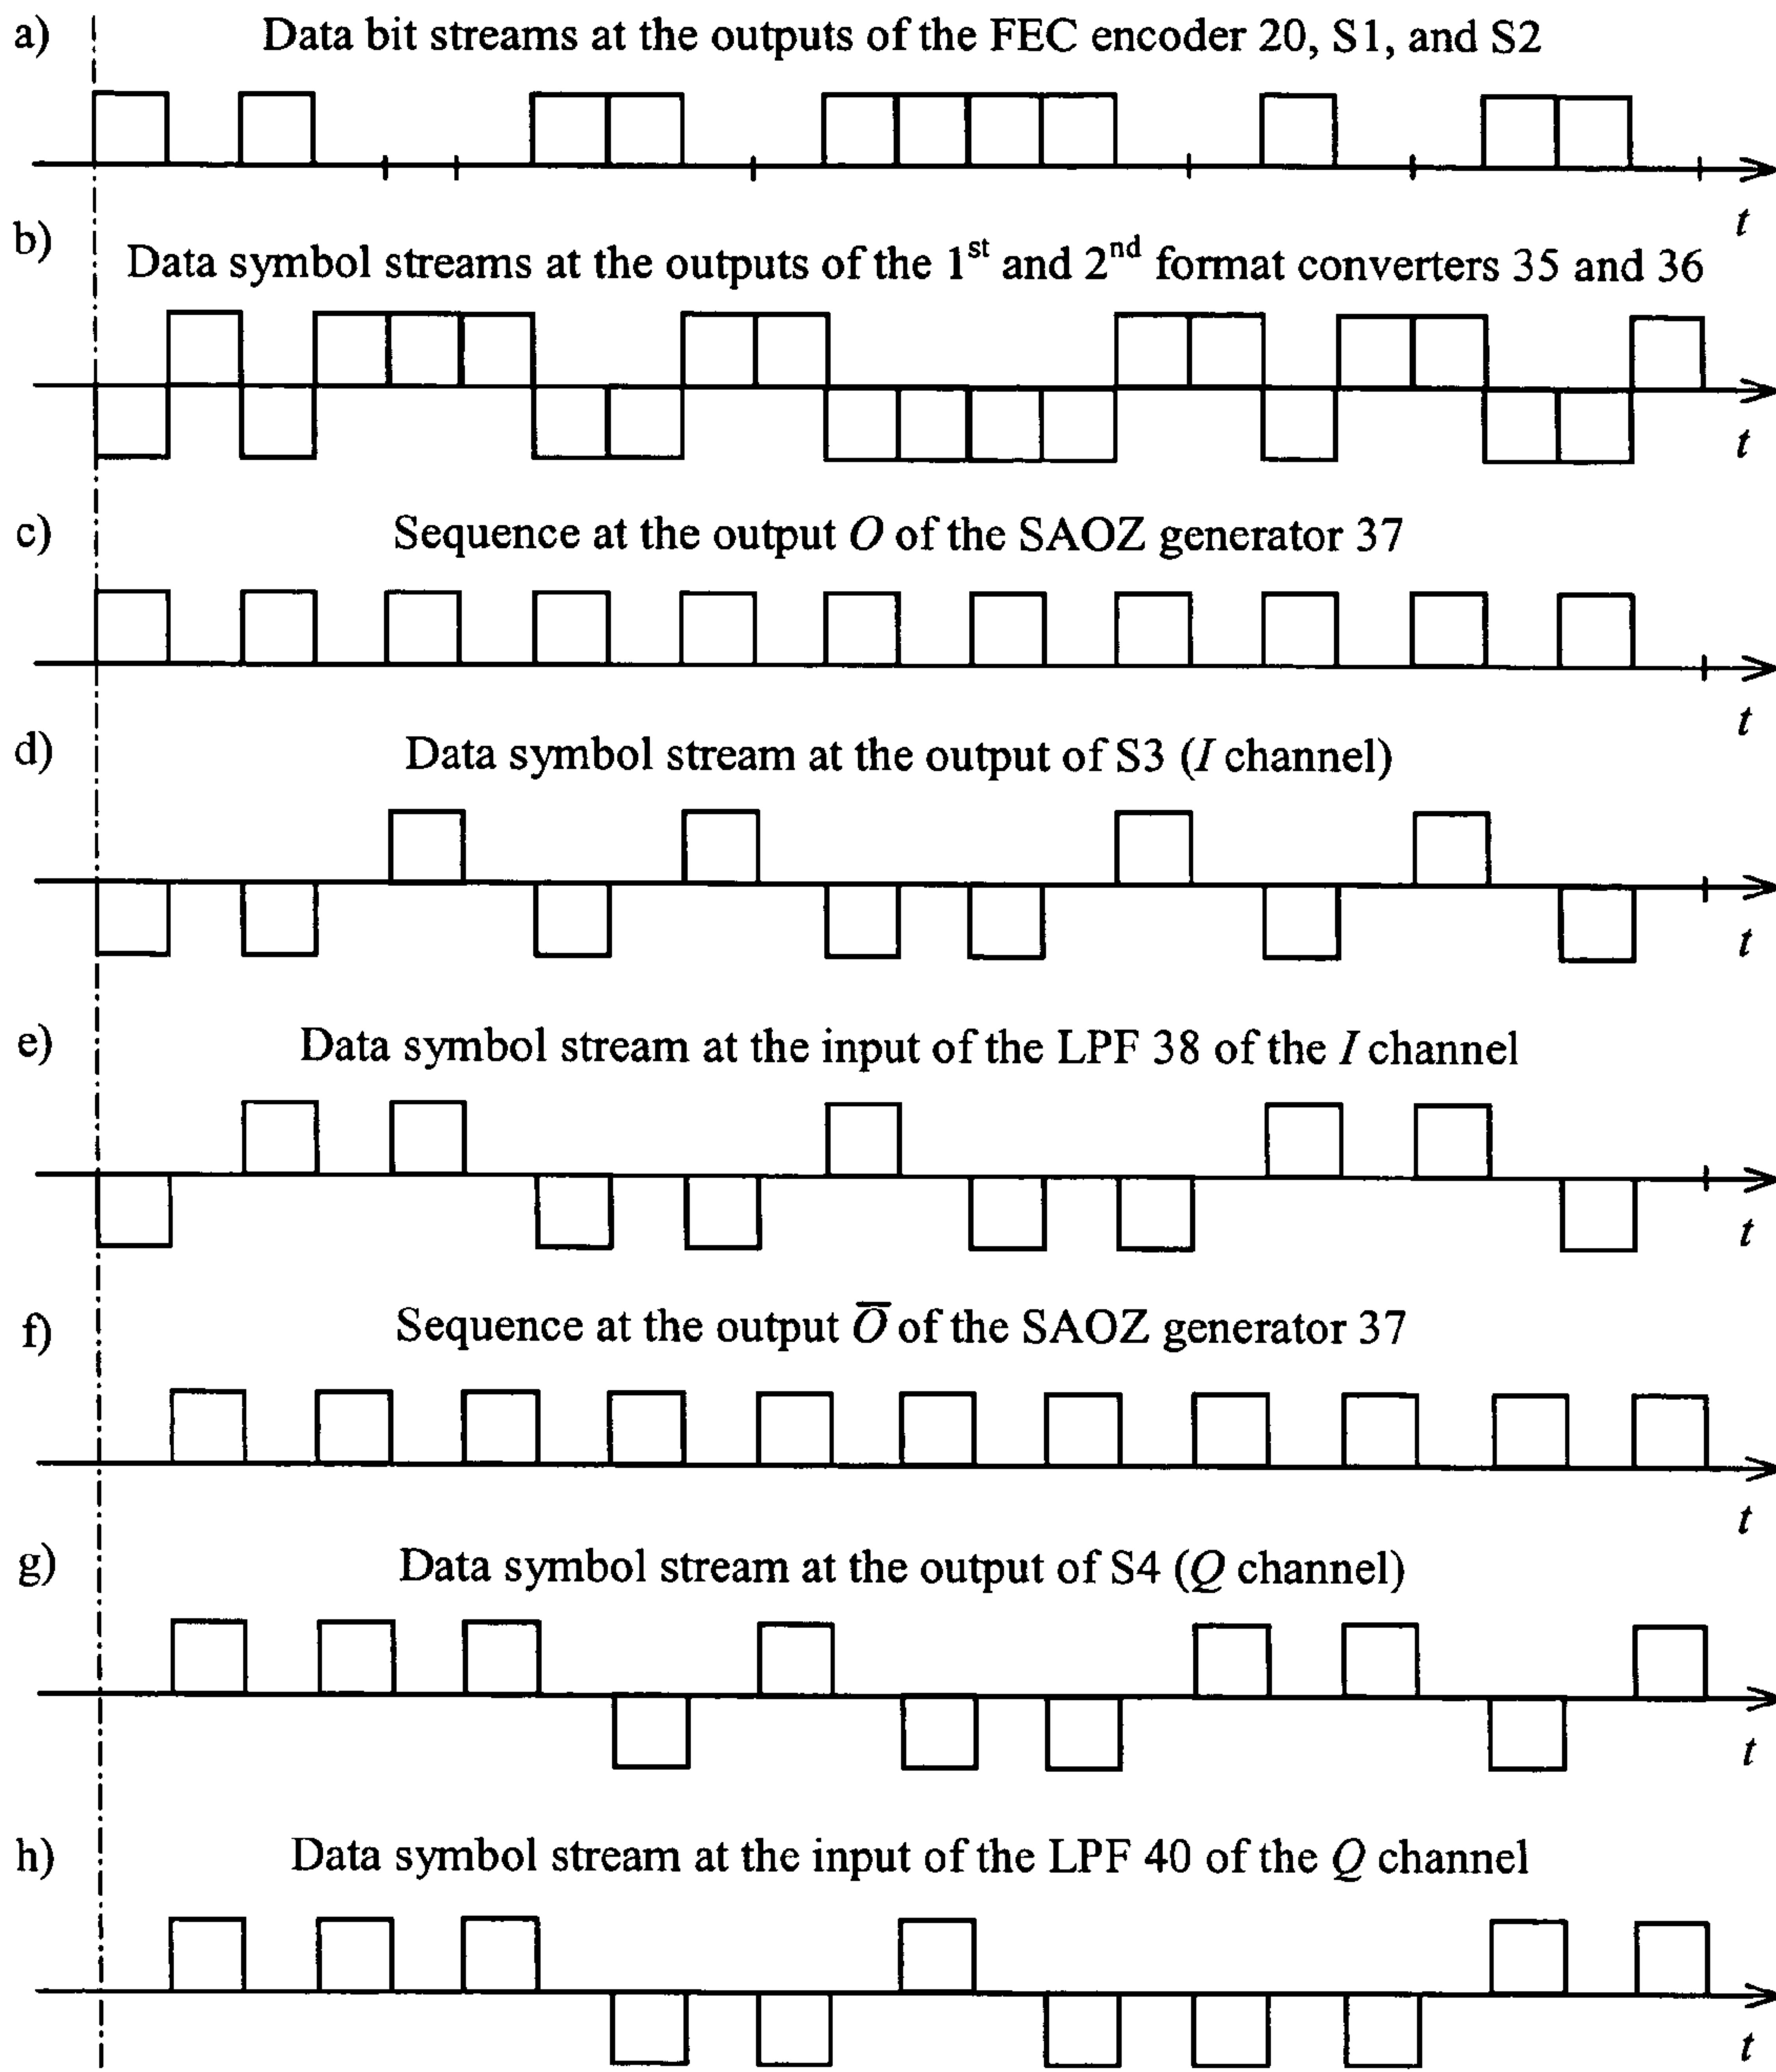 a) Data bit streams at the outputs of the FEC encoder 20, S1, and S2
t
b) Data symbol streams at the outputs of the 1st and 2nd format converters 35 and 36
t
c) Sequence at the output O of the SAOZ generator 37
t
d) Data symbol stream at the output of S3 (I channel)
t
e) Data symbol stream at the input of the LPF 38 of the I channel
t
f) Sequence at the output O̅ of the SAOZ generator 37
t
g) Data symbol stream at the output of S4 (Q channel)
t
h) Data symbol stream at the input of the LPF 40 of the Q channel
t